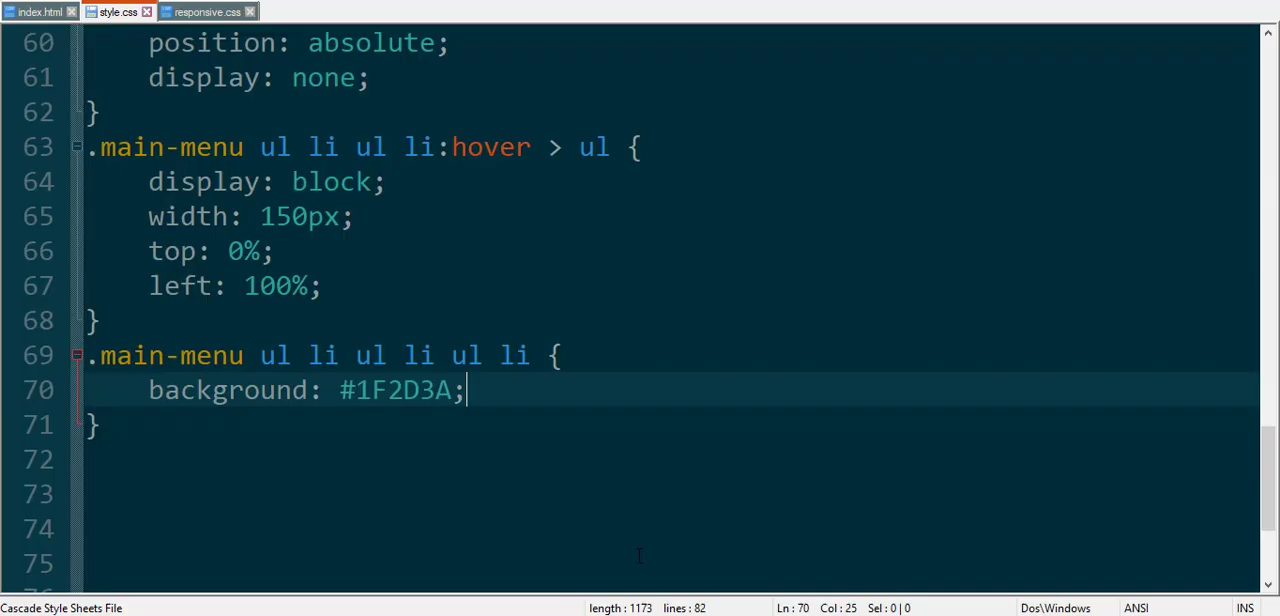 index.html style.css responsive.css
60 position: absolute;
61 display: none;
62 }
63 .main-menu ul li ul li:hover > ul {
64 display: block;
65 width: 150px;
66 top: 0%;
67 left: 100%;
68 }
69 .main-menu ul li ul li ul li {
70 background: #1F2D3A;
71 }
72
73
74
75
Cascade Style Sheets File length : 1173 lines : 82 Ln : 70 Col : 25 Sel : 0 | 0 Dos\Windows ANSI INS